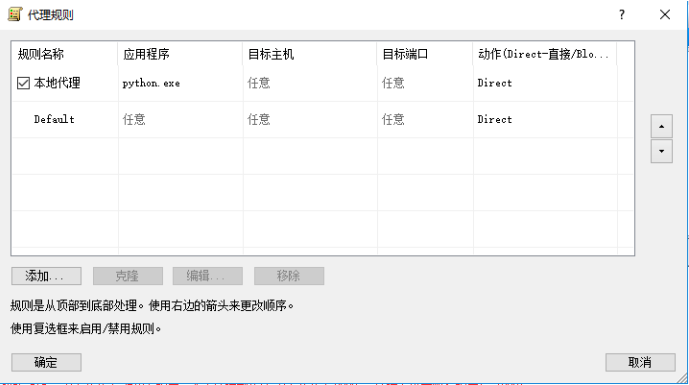 代理规则
规则名称 应用程序 目标主机 目标端口 动作(Direct-直接/Blo...
本地代理 python.exe 任意 任意 Direct
Default 任意 任意 任意 Direct
添加... 克隆 编辑... 移除
规则是从顶部到底部处理。使用右边的箭头来更改顺序。
使用复选框来启用/禁用规则。
确定 取消